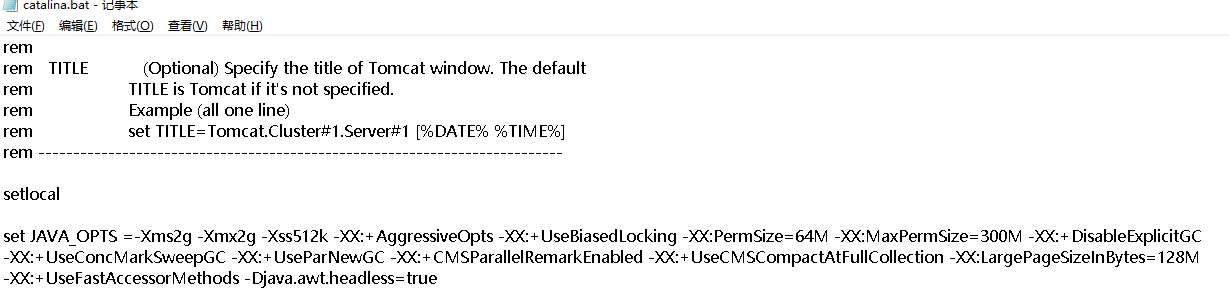 catalina.bat - 记事本
文件(F) 编辑(E) 格式(O) 查看(V) 帮助(H)
rem
rem TITLE (Optional) Specify the title of Tomcat window. The default
rem TITLE is Tomcat if it's not specified.
rem Example (all one line)
rem set TITLE=Tomcat.Cluster#1.Server#1 [%DATE% %TIME%]
rem ---------------------------------------------------------------------------
setlocal
set JAVA_OPTS =-Xms2g -Xmx2g -Xss512k -XX:+AggressiveOpts -XX:+UseBiasedLocking -XX:PermSize=64M -XX:MaxPermSize=300M -XX:+DisableExplicitGC
-XX:+UseConcMarkSweepGC -XX:+UseParNewGC -XX:+CMSParallelRemarkEnabled -XX:+UseCMSCompactAtFullCollection -XX:LargePageSizeInBytes=128M
-XX:+UseFastAccessorMethods -Djava.awt.headless=true